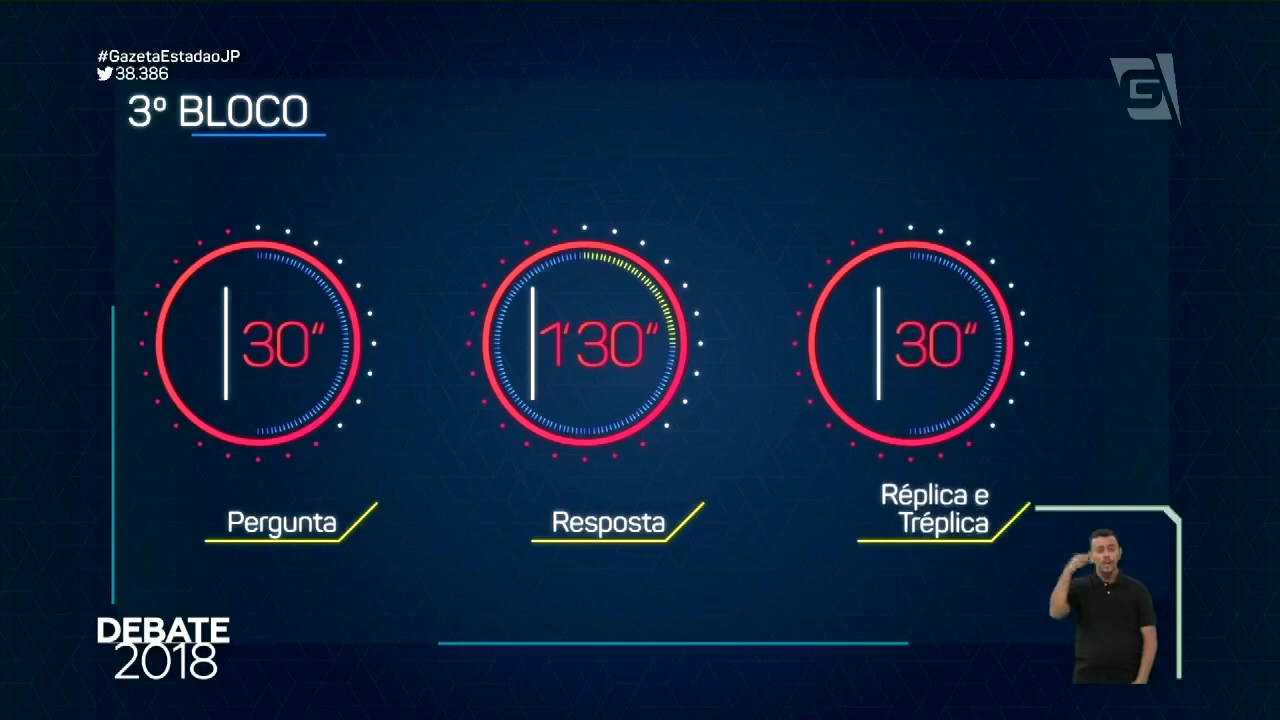 #GazetaEstadaoJP
38.386
3º BLOCO
30“
1‘30“
30“
Pergunta
Resposta
Réplica e
Tréplica
DEBATE
2018
G